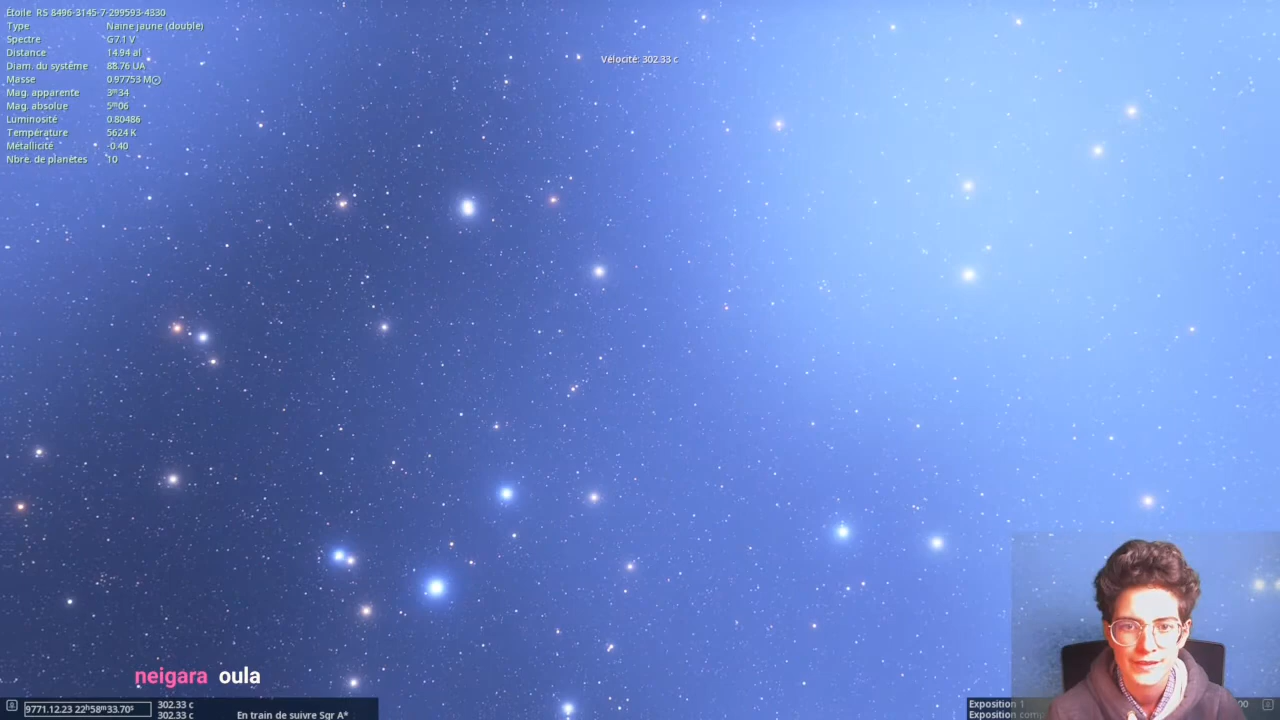 Étoile RS 8496-3145-7-299593-4330
Type Naine jaune (double)
Spectre G7.1 V
Distance 14.94 al
Diam. du système 88.76 UA
Masse 0.97753 M☉
Mag. apparente 3ᵐ34
Mag. absolue 5ᵐ06
Luminosité 0.80486
Température 5624 K
Métallicité -0.40
Nbre. de planètes 10
Vélocité: 302.33 c
neigara oula
9771.12.23 22ʰ58ᵐ33.70ˢ
302.33 c
302.33 c
En train de suivre Sgr A*
Exposition 1
Exposition comp
00